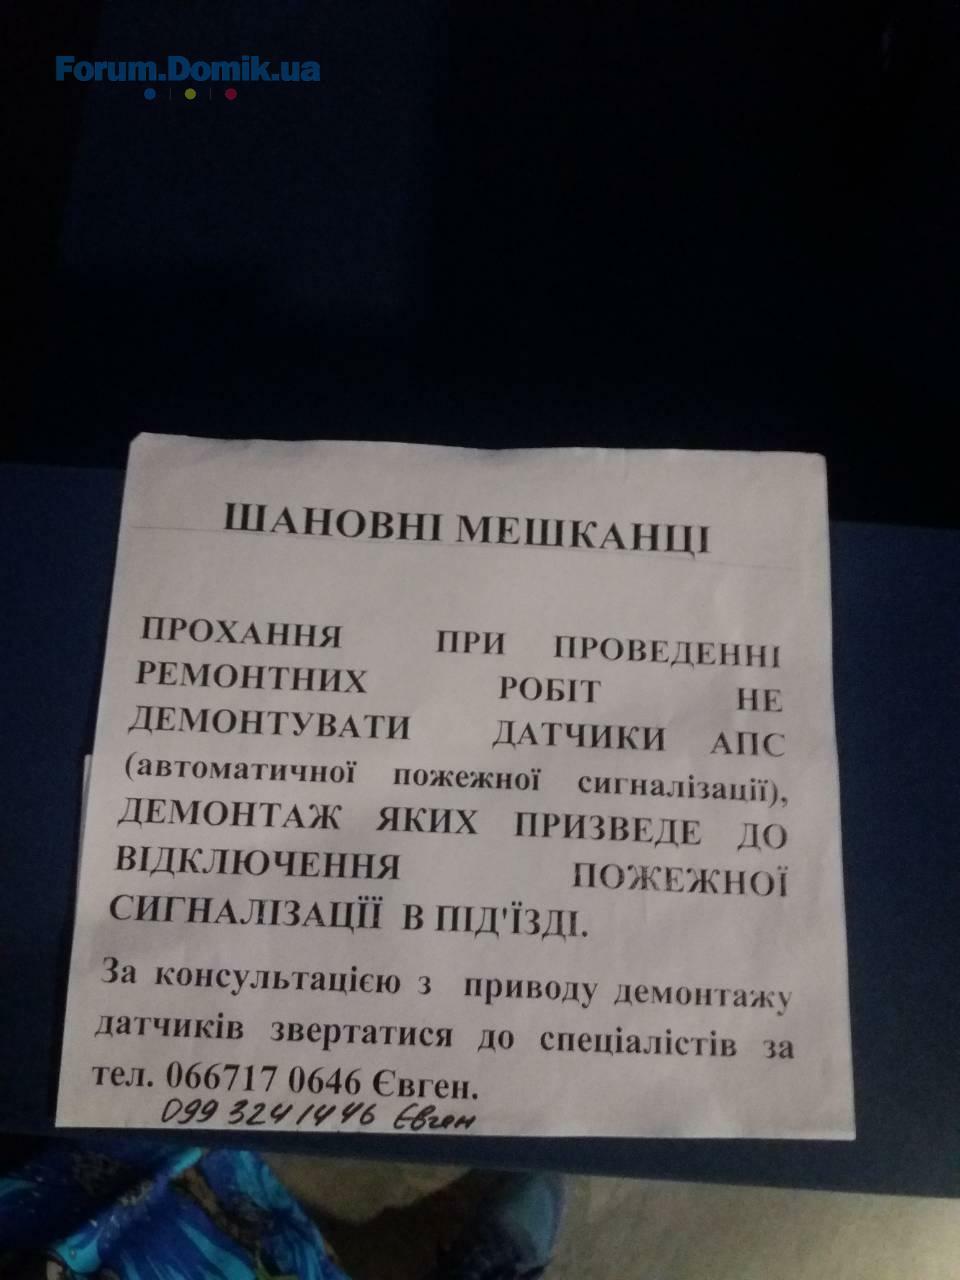 Forum.Domik.ua
ШАНОВНІ МЕШКАНЦІ
ПРОХАННЯ ПРИ ПРОВЕДЕННІ
РЕМОНТНИХ РОБІТ НЕ
ДЕМОНТУВАТИ ДАТЧИКИ АПС
(автоматичної пожежної сигналізації),
ДЕМОНТАЖ ЯКИХ ПРИЗВЕДЕ ДО
ВІДКЛЮЧЕННЯ ПОЖЕЖНОЇ
СИГНАЛІЗАЦІЇ В ПІД'ЇЗДІ.
За консультацією з приводу демонтажу
датчиків звертатися до спеціалістів за
тел. 066717 0646 Євген.
099 3241446 Євген